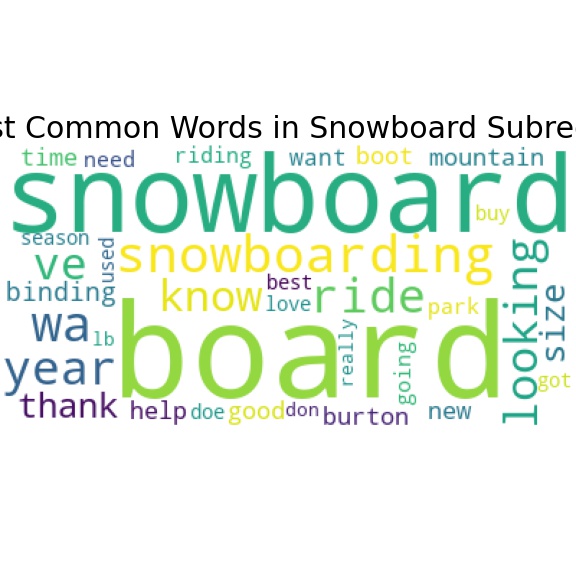 st Common Words in Snowboard Subre
time need riding want boot mountain
snowboard
buy
season
ve used snowboarding looking
binding know best ride size
love park
wa lb board really going
year got
thank help doe good don burton new